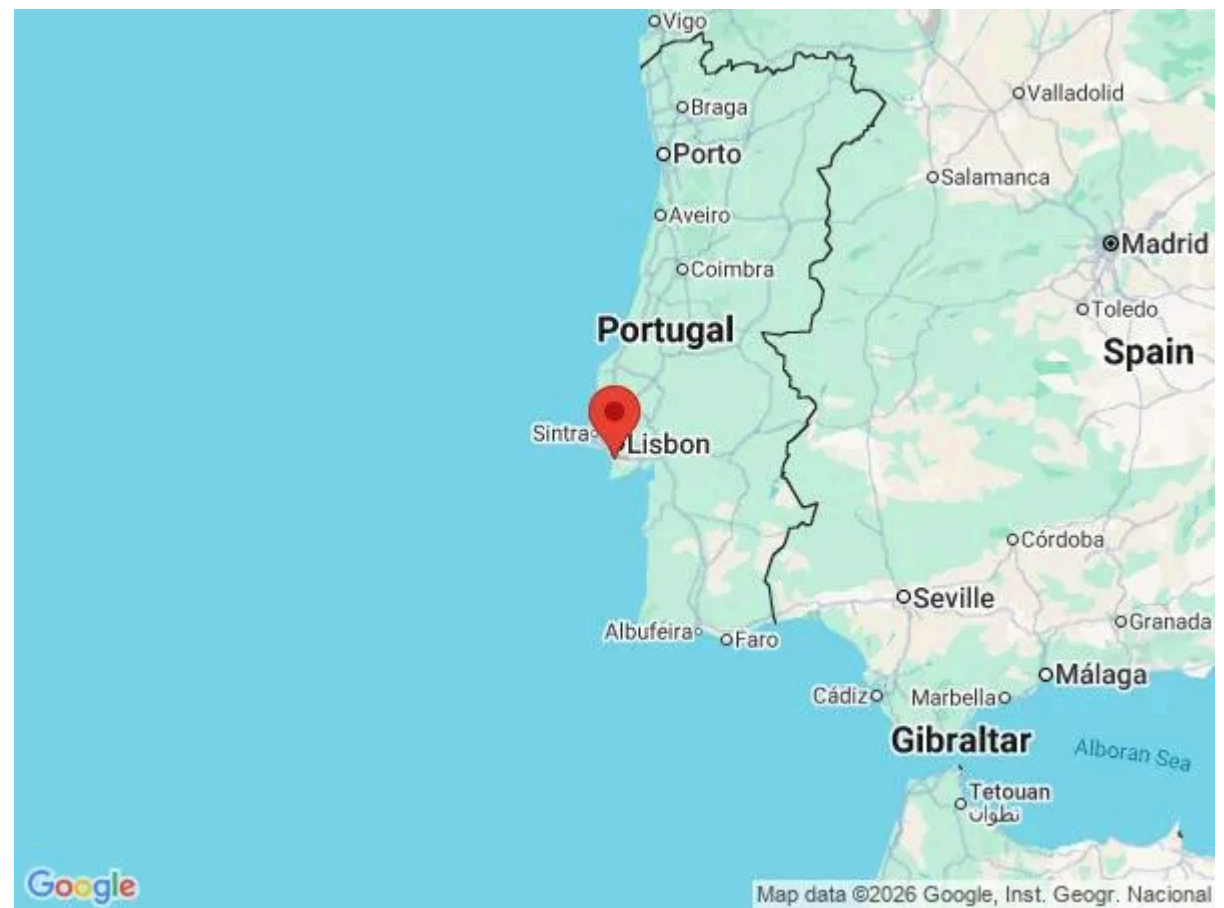 Vigo
Braga
Valladolid
Porto
Salamanca
Aveiro
Madrid
Coimbra
Toledo
Portugal
Spain
Sintra
Lisbon
Córdoba
Seville
Granada
Albufeira
Faro
Málaga
Cádiz
Marbella
Gibraltar
Alboran Sea
Tetouan
تطوان
Google
Map data ©2026 Google, Inst. Geogr. Nacional